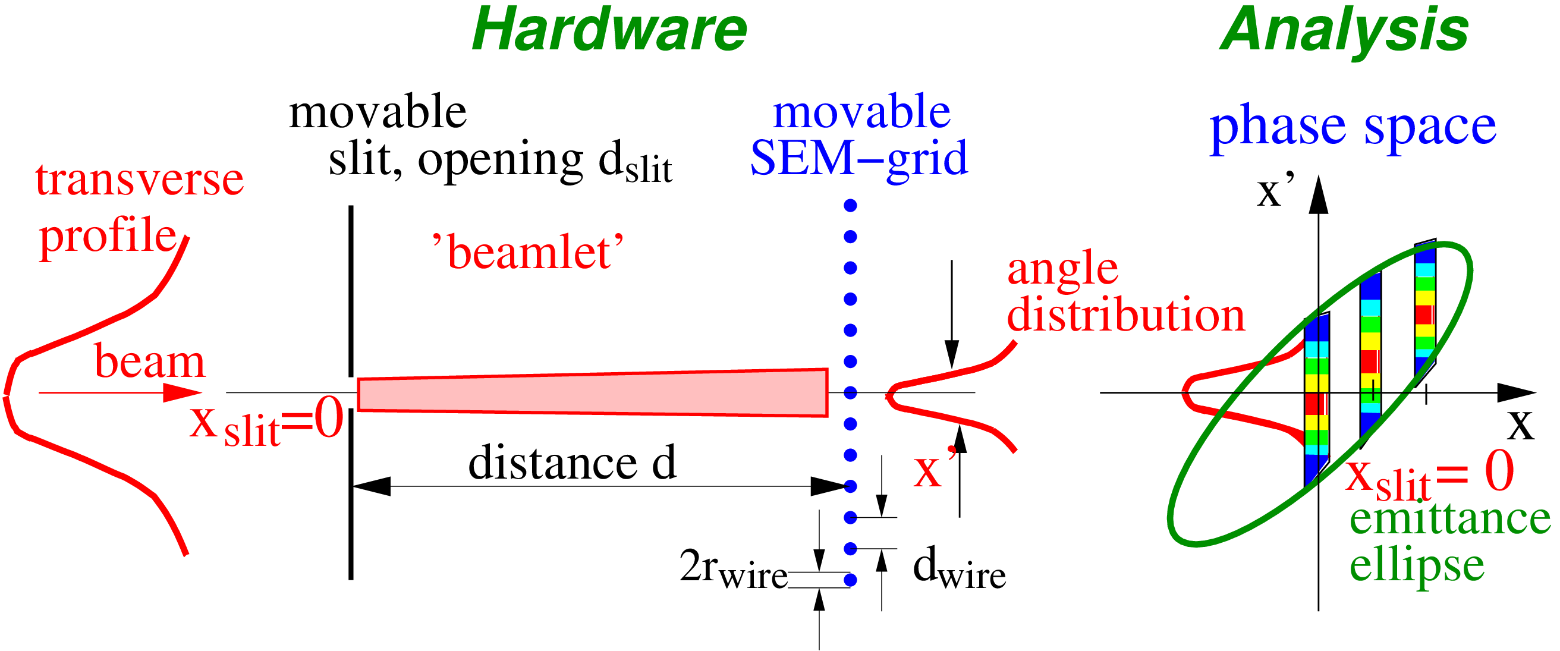 Hardware
Analysis
movable
slit, opening dslit
movable
SEM−grid
phase space
transverse
profile
x'
'beamlet'
angle
distribution
beam
xslit=0
x
distance d
x'
xslit= 0
emittance
ellipse
2rwire
dwire